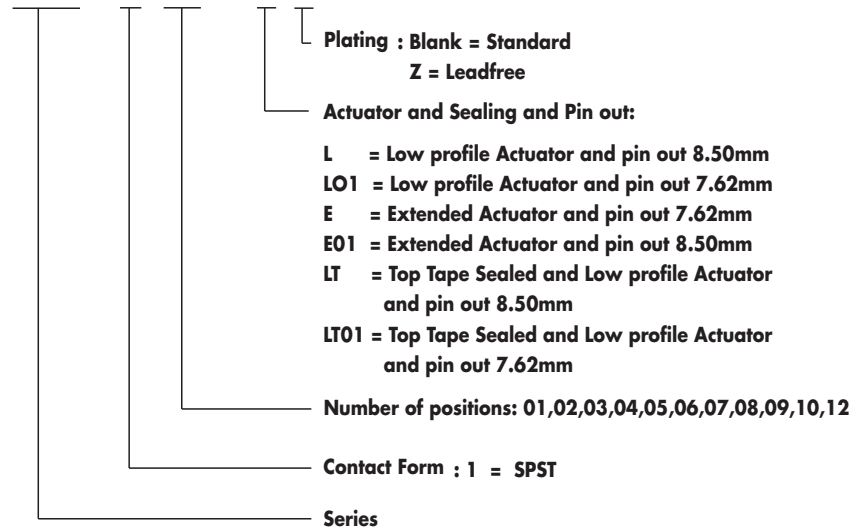 Plating : Blank = Standard
Z = Leadfree
Actuator and Sealing and Pin out:
L = Low profile Actuator and pin out 8.50mm
LO1 = Low profile Actuator and pin out 7.62mm
E = Extended Actuator and pin out 7.62mm
E01 = Extended Actuator and pin out 8.50mm
LT = Top Tape Sealed and Low profile Actuator
and pin out 8.50mm
LT01 = Top Tape Sealed and Low profile Actuator
and pin out 7.62mm
Number of positions: 01,02,03,04,05,06,07,08,09,10,12
Contact Form : 1 = SPST
Series